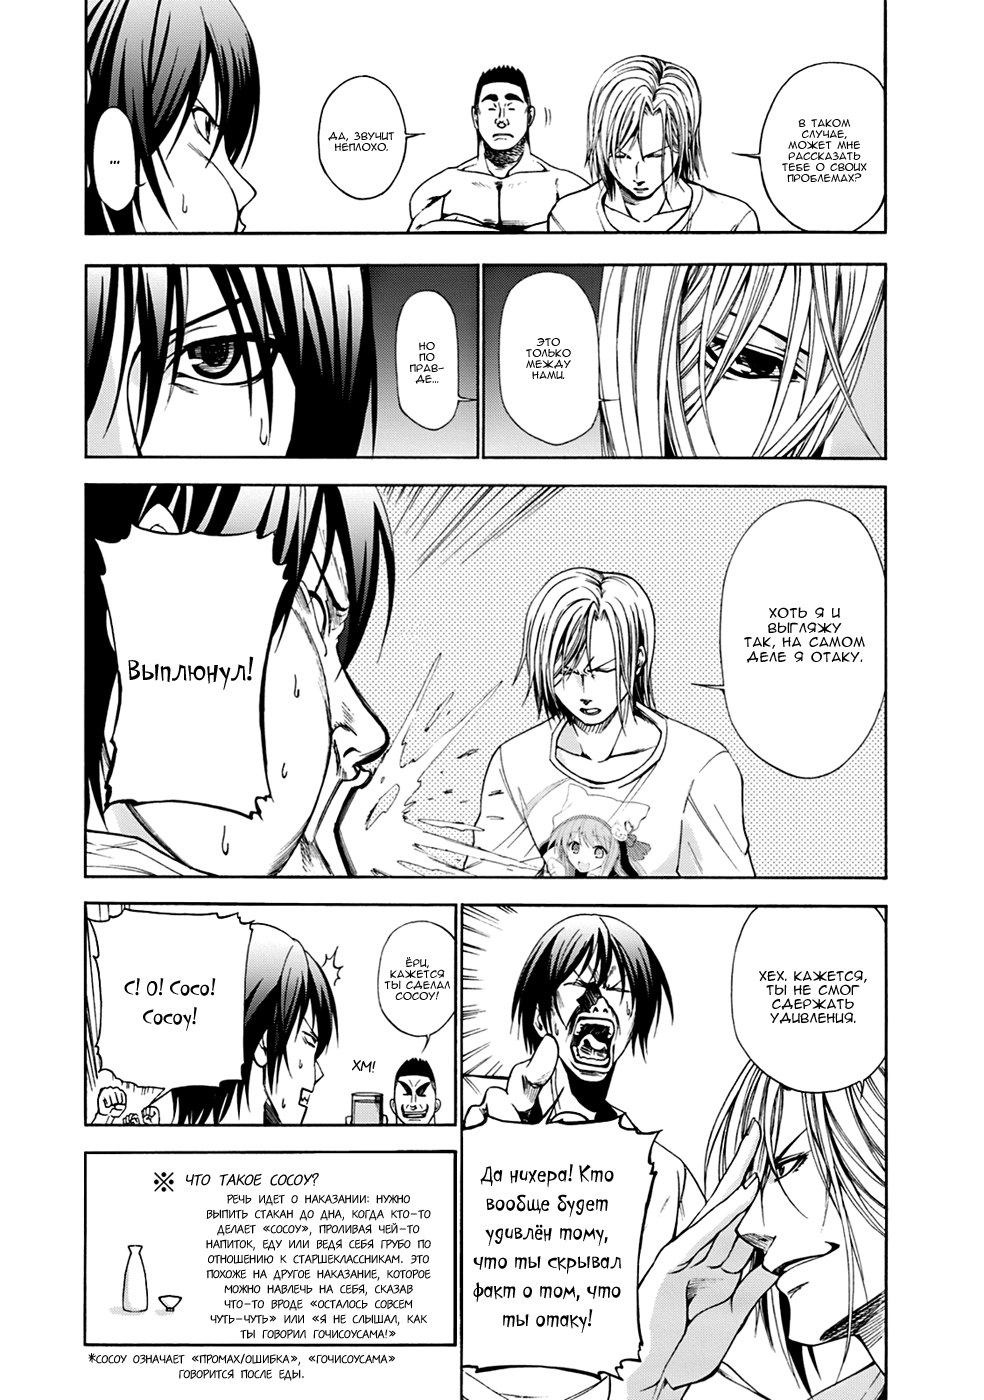 В ТАКОМ
СЛУЧАЕ,
МОЖЕТ МНЕ
РАССКАЗАТЬ
ТЕБЕ О СВОИХ
ПРОБЛЕМАХ?
ДА, ЗВУЧИТ
НЕПЛОХО.
...
ЭТО
ТОЛЬКО
МЕЖДУ
НАМИ.
НО
ПО
ПРАВ-
ДЕ...
ХОТЬ Я И
ВЫГЛЯЖУ
ТАК, НА САМОМ
ДЕЛЕ Я ОТАКУ.
Выплюнул!
ЁРЦ,
КАЖЕТСЯ
ТЫ СДЕЛАЛ
СОСОУ!
С! О! Сосо!
Сосоу!
ХМ!
ХЕХ. КАЖЕТСЯ,
ТЫ НЕ СМОГ
СДЕРЖАТЬ
УДИВЛЕНИЯ.
Да нихера! Кто
вообще будет
удивлён тому,
что ты скрывал
факт о том, что
ты отаку!
※ ЧТО ТАКОЕ СОСОУ?
РЕЧЬ ИДЕТ О НАКАЗАНИИ: НУЖНО
ВЫПИТЬ СТАКАН ДО ДНА, КОГДА КТО-ТО
ДЕЛАЕТ «СОСОУ», ПРОЛИВАЯ ЧЕЙ-ТО
НАПИТОК, ЕДУ ИЛИ ВЕДЯ СЕБЯ ГРУБО ПО
ОТНОШЕНИЮ К СТАРШЕКЛАССНИКАМ. ЭТО
ПОХОЖЕ НА ДРУГОЕ НАКАЗАНИЕ, КОТОРОЕ
МОЖНО НАВЛЕЧЬ НА СЕБЯ, СКАЗАВ
ЧТО-ТО ВРОДЕ «ОСТАЛОСЬ СОВСЕМ
ЧУТЬ-ЧУТЬ» ИЛИ «Я НЕ СЛЫШАЛ, КАК
ТЫ ГОВОРИЛ ГОЧИСОУСАМА!»
*СОСОУ ОЗНАЧАЕТ «ПРОМАХ/ОШИБКА», «ГОЧИСОУСАМА»
ГОВОРИТСЯ ПОСЛЕ ЕДЫ.